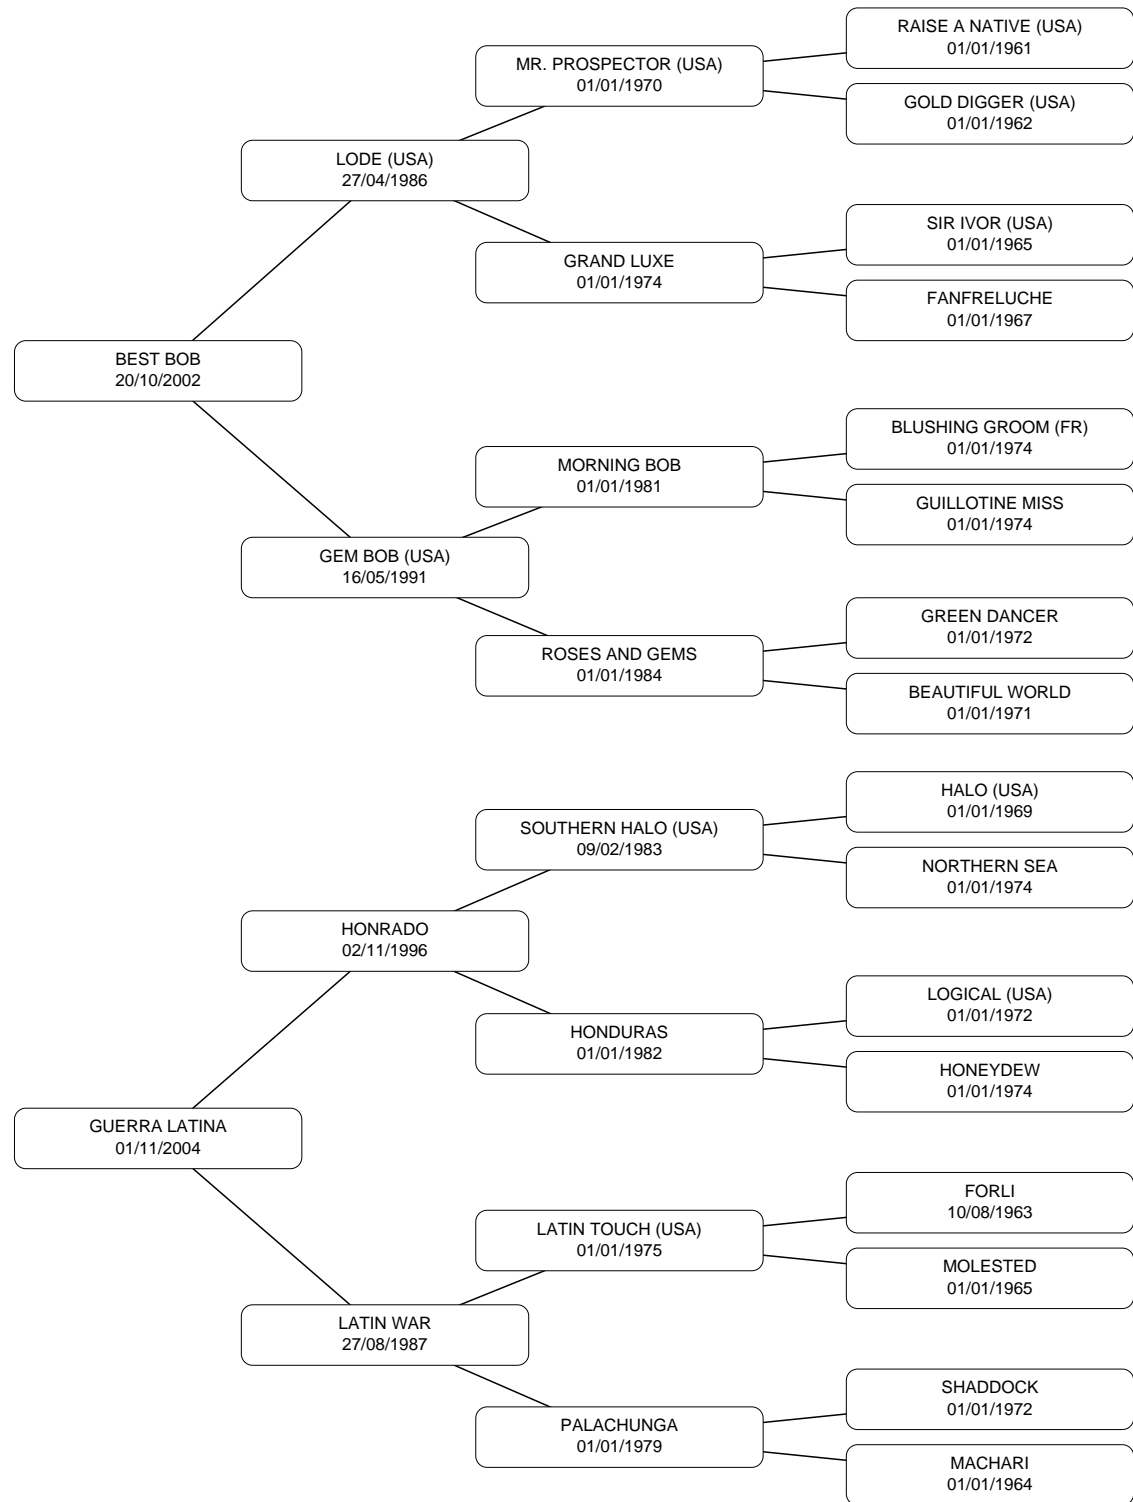 RAISE A NATIVE (USA)
01/01/1961
MR. PROSPECTOR (USA)
01/01/1970
GOLD DIGGER (USA)
01/01/1962
LODE (USA)
27/04/1986
SIR IVOR (USA)
01/01/1965
GRAND LUXE
01/01/1974
FANFRELUCHE
01/01/1967
BEST BOB
20/10/2002
BLUSHING GROOM (FR)
01/01/1974
MORNING BOB
01/01/1981
GUILLOTINE MISS
01/01/1974
GEM BOB (USA)
16/05/1991
GREEN DANCER
01/01/1972
ROSES AND GEMS
01/01/1984
BEAUTIFUL WORLD
01/01/1971
HALO (USA)
01/01/1969
SOUTHERN HALO (USA)
09/02/1983
NORTHERN SEA
01/01/1974
HONRADO
02/11/1996
LOGICAL (USA)
01/01/1972
HONDURAS
01/01/1982
HONEYDEW
01/01/1974
GUERRA LATINA
01/11/2004
FORLI
10/08/1963
LATIN TOUCH (USA)
01/01/1975
MOLESTED
01/01/1965
LATIN WAR
27/08/1987
SHADDOCK
01/01/1972
PALACHUNGA
01/01/1979
MACHARI
01/01/1964